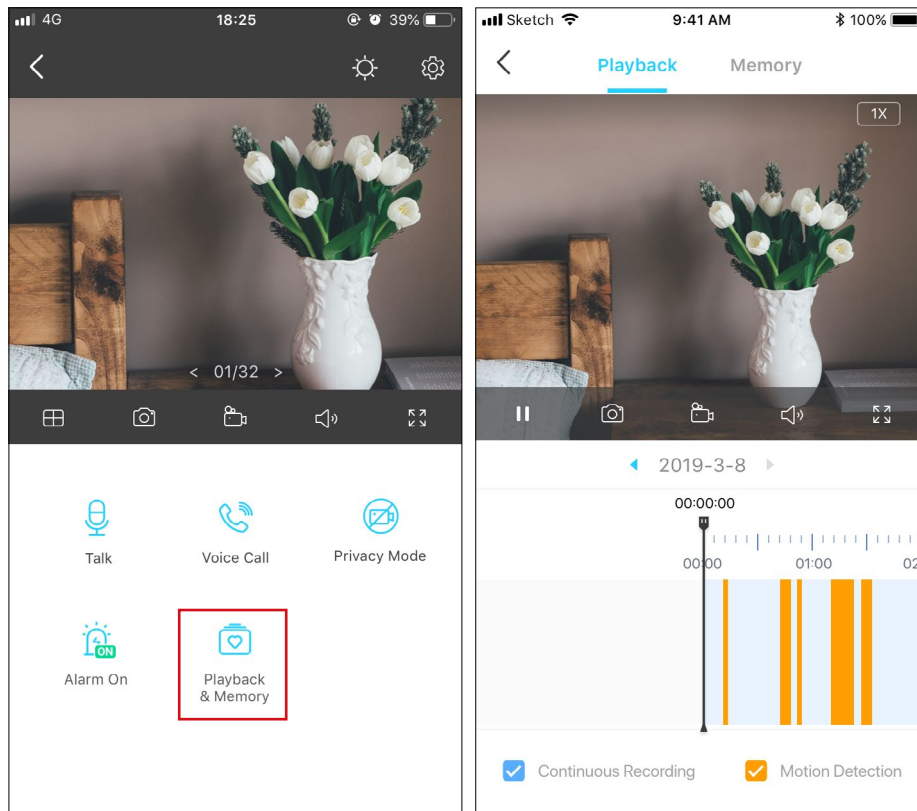 4G 18:25 39%
< 01/32 >
Talk
Voice Call
Privacy Mode
ON
Alarm On
Playback
& Memory
Sketch 9:41 AM 100%
Playback Memory
1X
2019-3-8
00:00:00
00:00 01:00 02
Continuous Recording
Motion Detection